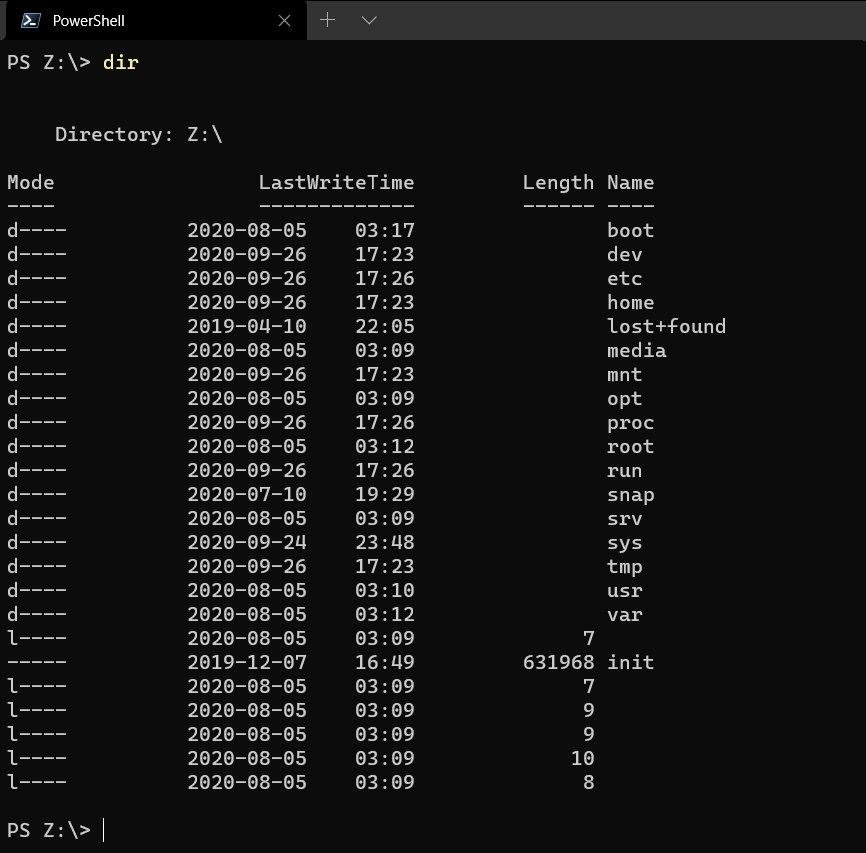 PowerShell
PS Z:\> dir
Directory: Z:\
Mode LastWriteTime Length Name
---- ------------- ------ ----
d---- 2020-08-05 03:17 boot
d---- 2020-09-26 17:23 dev
d---- 2020-09-26 17:26 etc
d---- 2020-09-26 17:23 home
d---- 2019-04-10 22:05 lost+found
d---- 2020-08-05 03:09 media
d---- 2020-09-26 17:23 mnt
d---- 2020-08-05 03:09 opt
d---- 2020-09-26 17:26 proc
d---- 2020-08-05 03:12 root
d---- 2020-09-26 17:26 run
d---- 2020-07-10 19:29 snap
d---- 2020-08-05 03:09 srv
d---- 2020-09-24 23:48 sys
d---- 2020-09-26 17:23 tmp
d---- 2020-08-05 03:10 usr
d---- 2020-08-05 03:12 var
l---- 2020-08-05 03:09 7
----- 2019-12-07 16:49 631968 init
l---- 2020-08-05 03:09 7
l---- 2020-08-05 03:09 9
l---- 2020-08-05 03:09 9
l---- 2020-08-05 03:09 10
l---- 2020-08-05 03:09 8
PS Z:\>